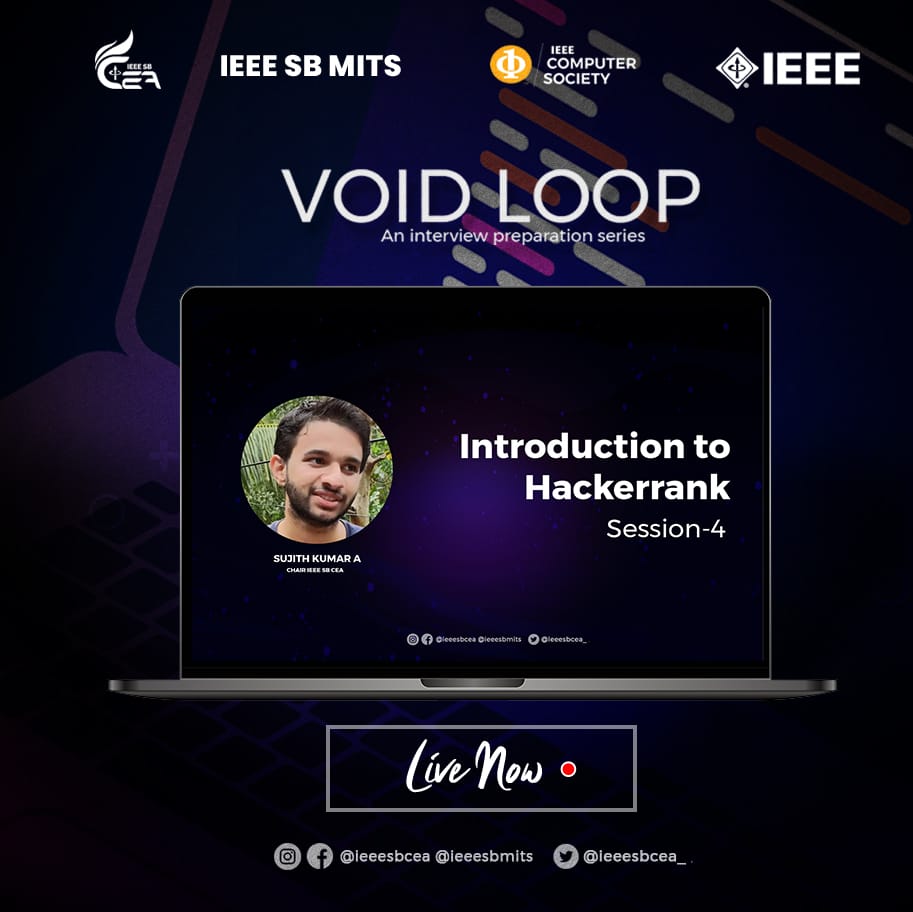 IEEE SB
CEA
IEEE SB MITS
IEEE
COMPUTER
SOCIETY
IEEE
VOID LOOP
An interview preparation series
Introduction to
Hackerrank
Session-4
SUJITH KUMAR A
CHAIR IEEE SB CEA
@ieeesbcea @ieeesbmits @ieeesbcea_
Live Now
@ieeesbcea @ieeesbmits @ieeesbcea_ .